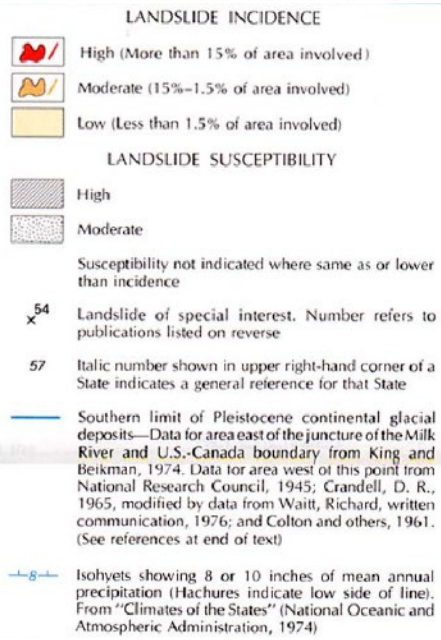 LANDSLIDE INCIDENCE
High (More than 15% of area involved)
Moderate (15%–1.5% of area involved)
Low (Less than 1.5% of area involved)
LANDSLIDE SUSCEPTIBILITY
High
Moderate
Susceptibility not indicated where same as or lower
than incidence
x54
Landslide of special interest. Number refers to
publications listed on reverse
57
Italic number shown in upper right-hand corner of a
State indicates a general reference for that State
Southern limit of Pleistocene continental glacial
deposits—Data for area east of the juncture of the Milk
River and U.S.-Canada boundary from King and
Beikman, 1974. Data for area west of this point from
National Research Council, 1945; Crandell, D. R.,
1965, modified by data from Waitt, Richard, written
communication, 1976; and Colton and others, 1961.
(See references at end of text)
8
Isohyets showing 8 or 10 inches of mean annual
precipitation (Hachures indicate low side of line).
From "Climates of the States" (National Oceanic and
Atmospheric Administration, 1974)